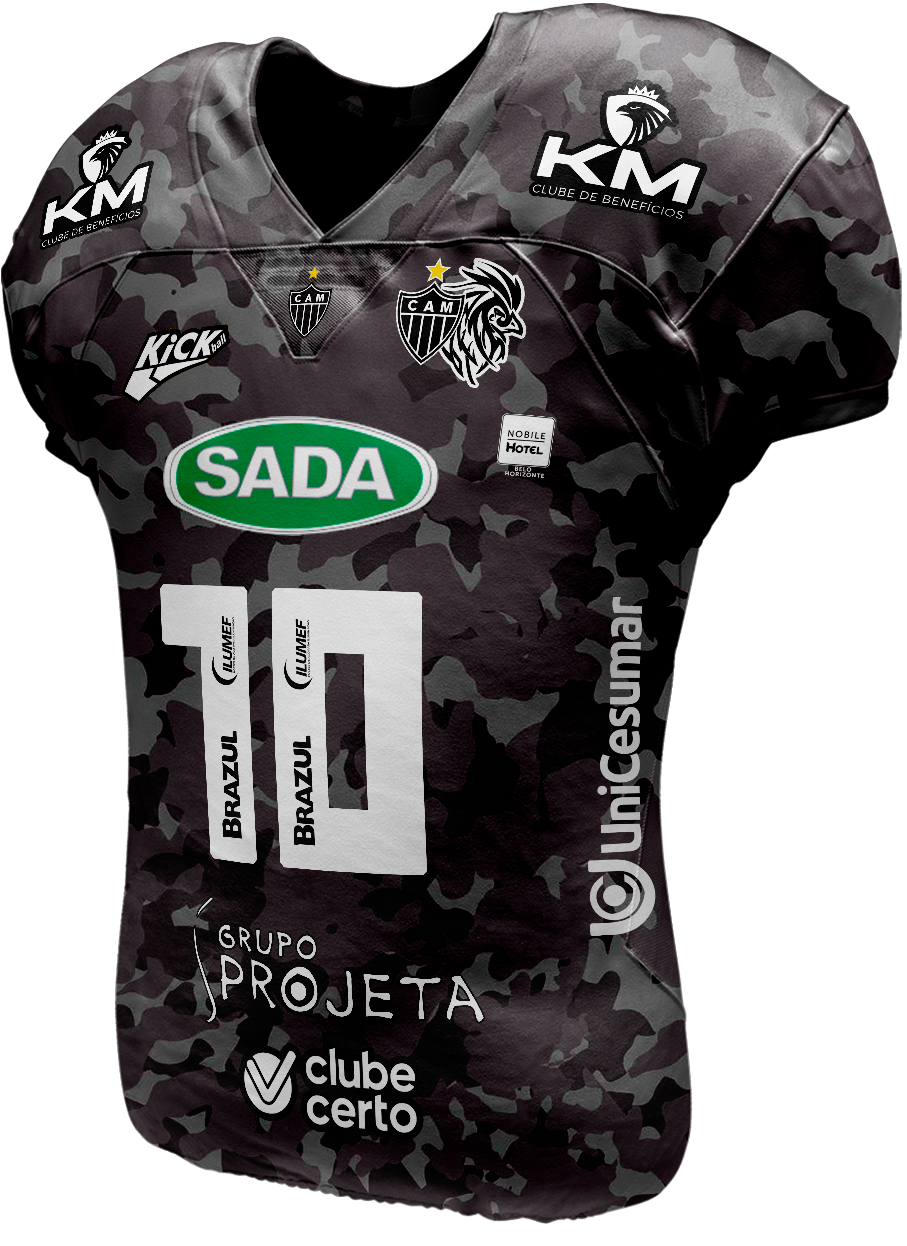 KM
CLUBE DE BENEFÍCIOS
KM
CLUBE DE BENEFÍCIOS
CAM
CAM
KiCK
ball
NOBILE
HOTEL
BELO
HORIZONTE
SADA
10
ILUMEF
ILUMEF
BRAZUL
BRAZUL
UniCesumar
GRUPO
PROJETA
clube
certo